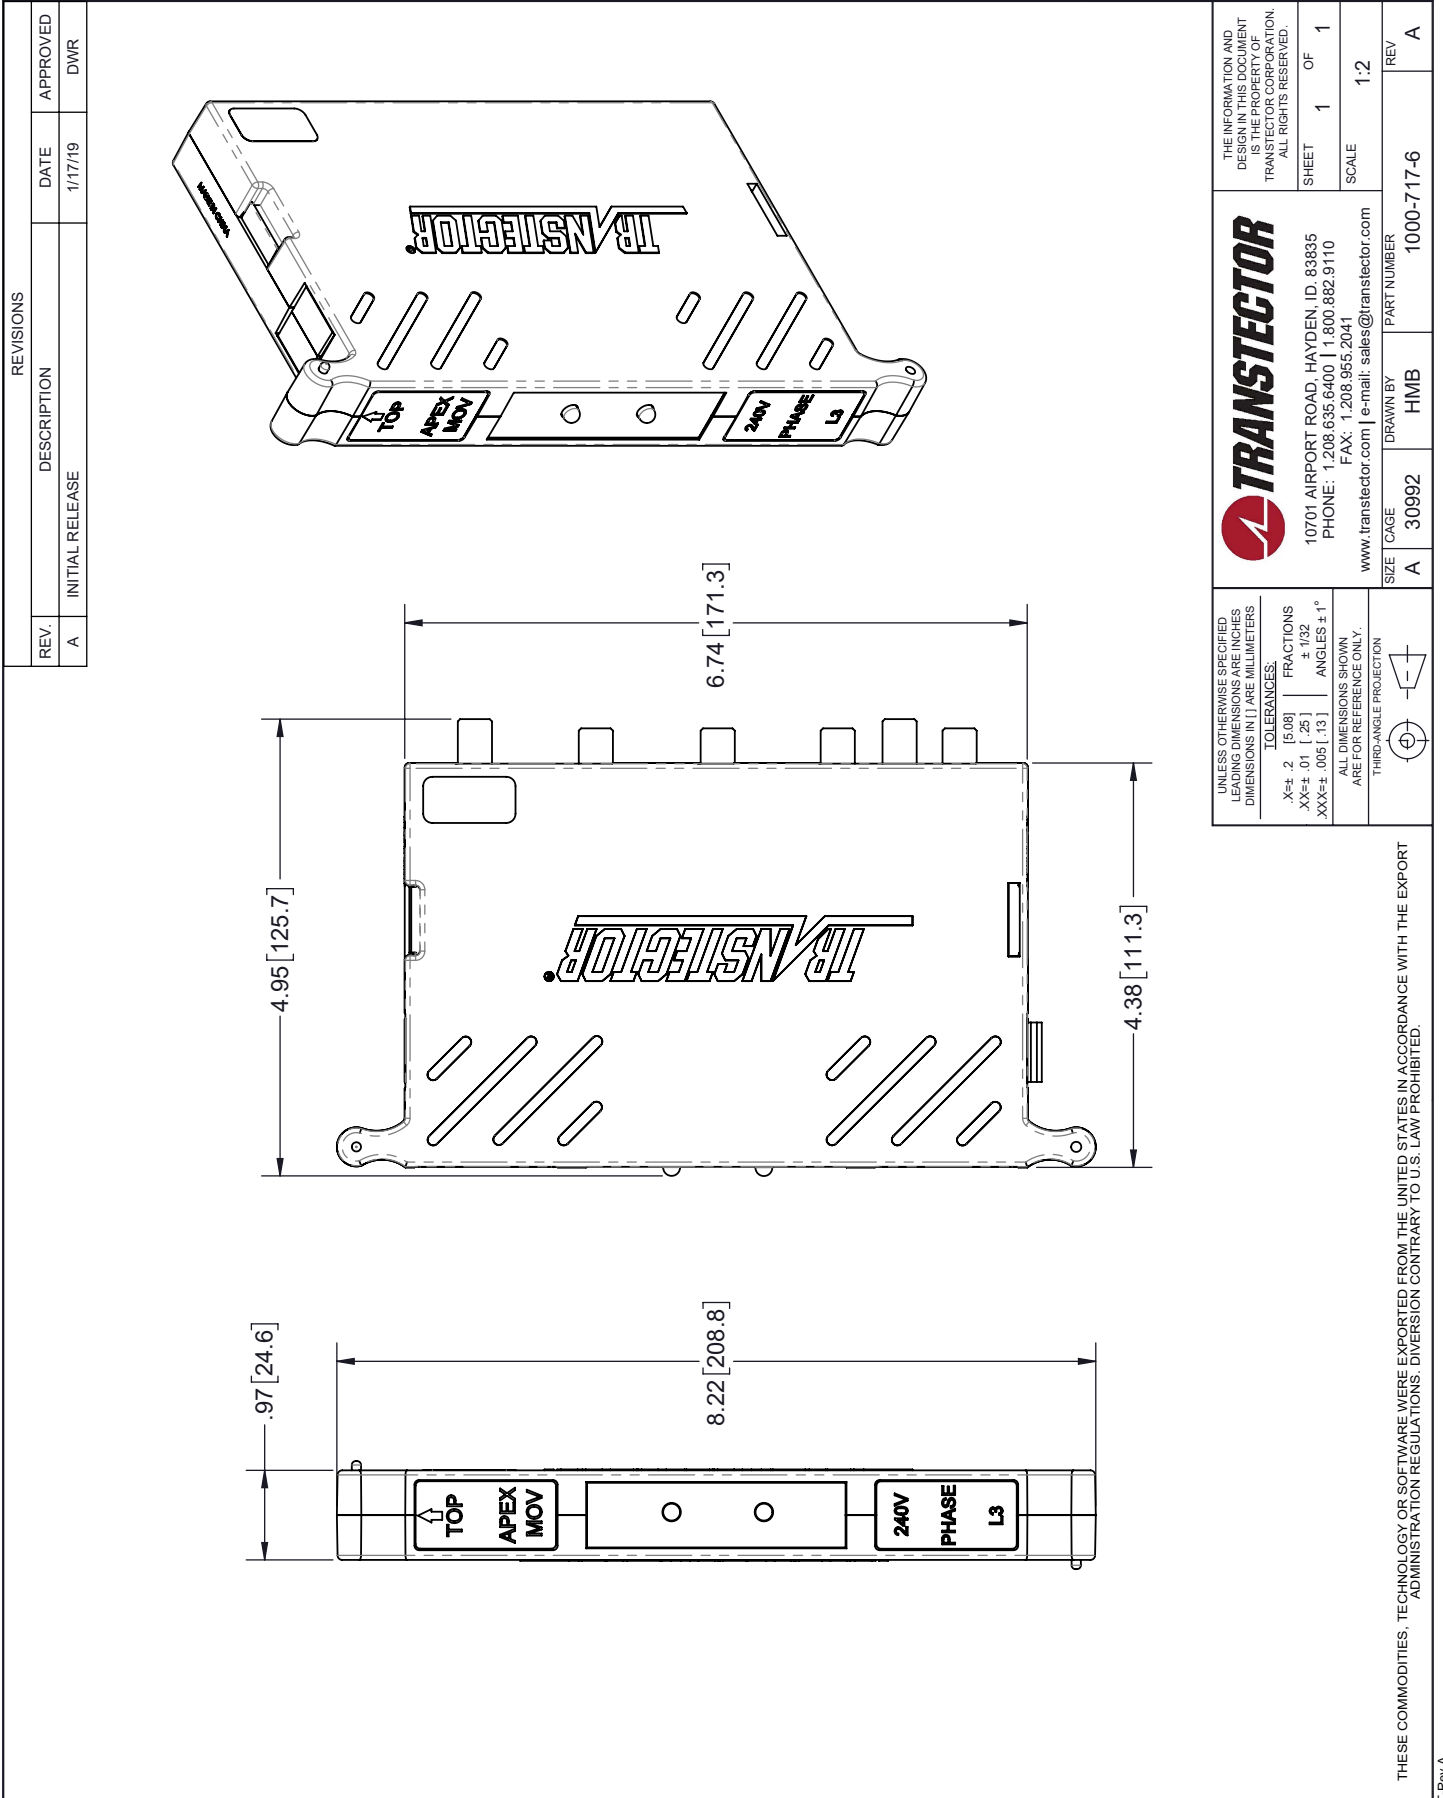 REVISIONS
REV. DESCRIPTION DATE APPROVED
A INITIAL RELEASE 1/17/19 DWR
.97 [24.6]
8.22 [208.8]
TOP
APEX
MOV
240V
PHASE
L3
4.95 [125.7]
6.74 [171.3]
4.38 [111.3]
TRANSTECTOR®
TOP
APEX
MOV
240V
PHASE
L3
TRANSTECTOR®
UNLESS OTHERWISE SPECIFIED
LEADING DIMENSIONS ARE INCHES
DIMENSIONS IN [ ] ARE MILLIMETERS
TOLERANCES:
.X=± .2 [5.08] FRACTIONS
.XX=± .01 [.25] ± 1/32
.XXX=± .005 [.13] ANGLES ± 1°
ALL DIMENSIONS SHOWN
ARE FOR REFERENCE ONLY.
THIRD-ANGLE PROJECTION
TRANSTECTOR
10701 AIRPORT ROAD, HAYDEN, ID. 83835
PHONE: 1.208.635.6400 | 1.800.882.9110
FAX: 1.208.955.2041
www.transtector.com | e-mail: sales@transtector.com
THE INFORMATION AND
DESIGN IN THIS DOCUMENT
IS THE PROPERTY OF
TRANSTECTOR CORPORATION.
ALL RIGHTS RESERVED.
SHEET 1 OF 1
SCALE 1:2
SIZE A
CAGE 30992
DRAWN BY HMB
PART NUMBER 1000-717-6
REV A
THESE COMMODITIES, TECHNOLOGY OR SOFTWARE WERE EXPORTED FROM THE UNITED STATES IN ACCORDANCE WITH THE EXPORT
ADMINISTRATION REGULATIONS. DIVERSION CONTRARY TO U.S. LAW PROHIBITED.
Rev A